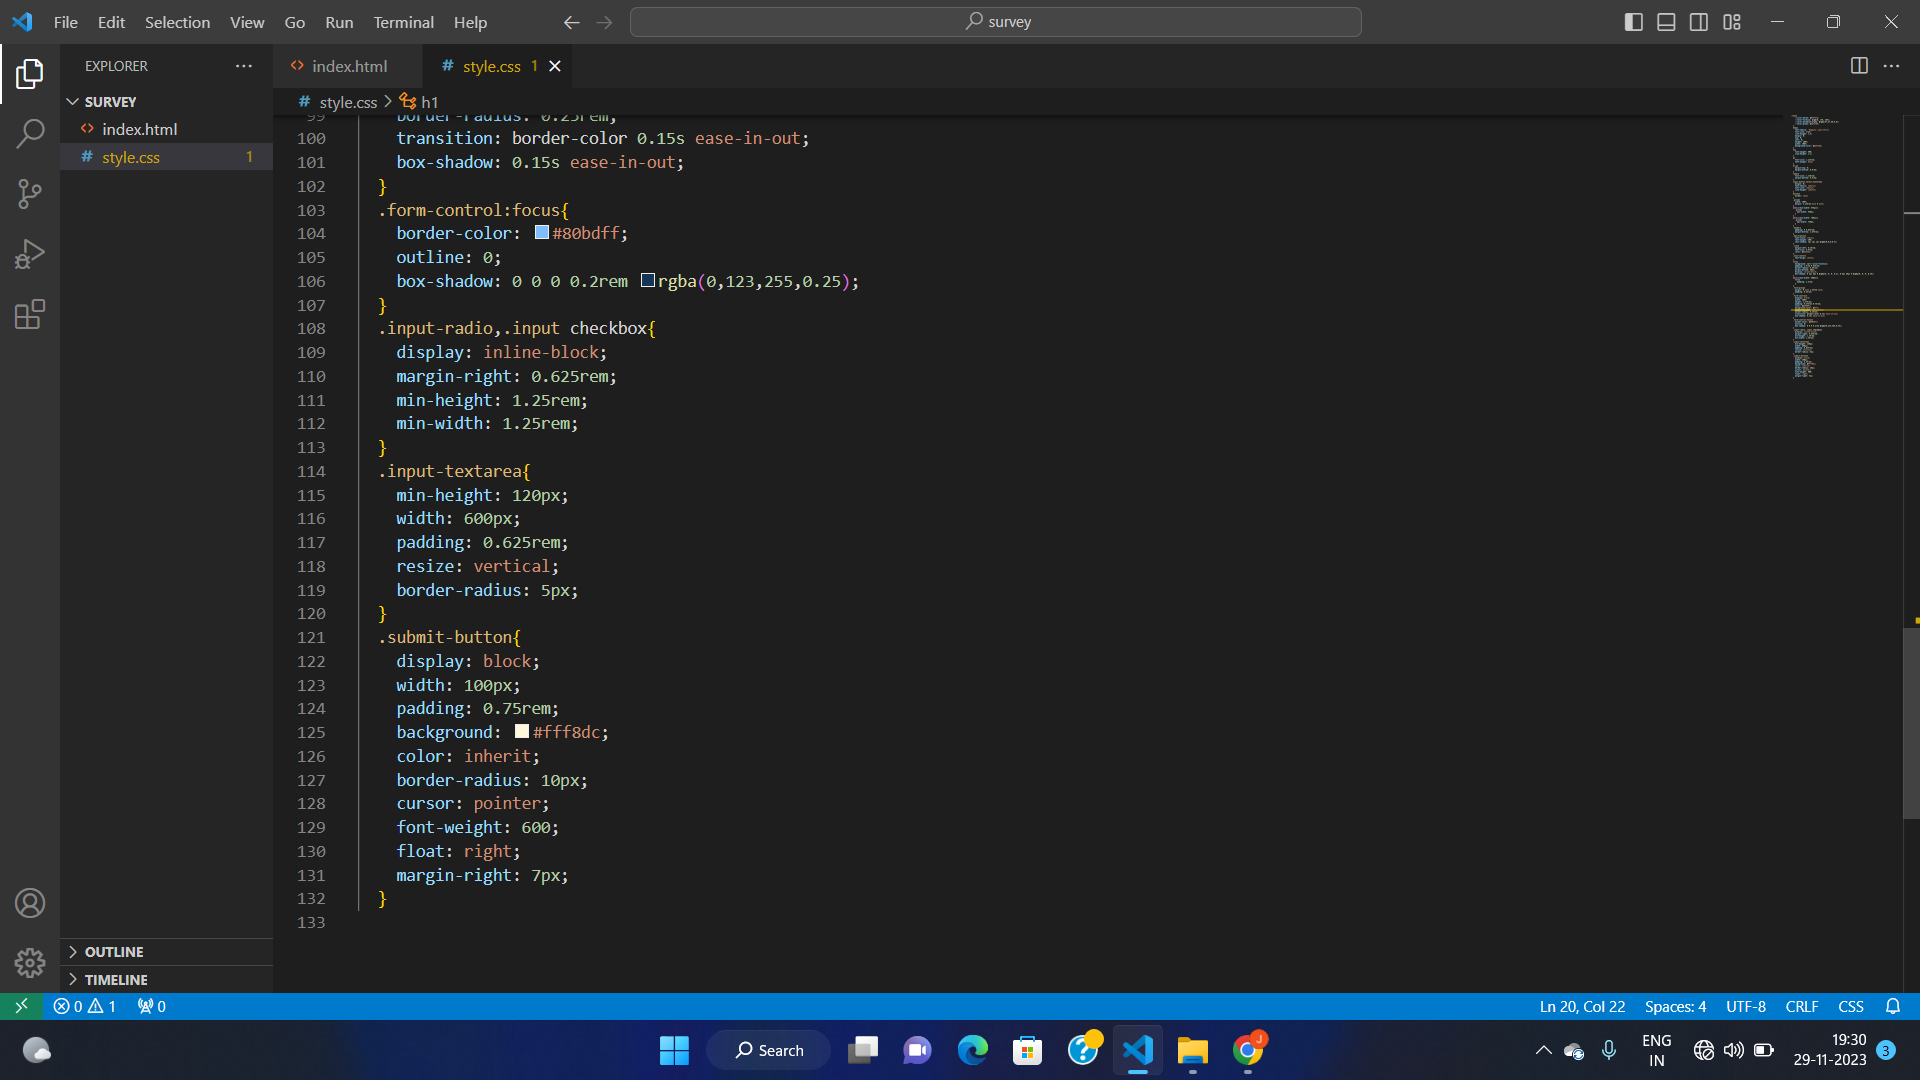 File Edit Selection View Go Run Terminal Help
survey
EXPLORER
SURVEY
index.html
style.css 1
OUTLINE
TIMELINE
index.html
style.css 1
style.css > h1
99 border-radius: 0.25rem;
100 transition: border-color 0.15s ease-in-out;
101 box-shadow: 0.15s ease-in-out;
102 }
103 .form-control:focus{
104 border-color: #80bdff;
105 outline: 0;
106 box-shadow: 0 0 0 0.2rem rgba(0,123,255,0.25);
107 }
108 .input-radio,.input checkbox{
109 display: inline-block;
110 margin-right: 0.625rem;
111 min-height: 1.25rem;
112 min-width: 1.25rem;
113 }
114 .input-textarea{
115 min-height: 120px;
116 width: 600px;
117 padding: 0.625rem;
118 resize: vertical;
119 border-radius: 5px;
120 }
121 .submit-button{
122 display: block;
123 width: 100px;
124 padding: 0.75rem;
125 background: #fff8dc;
126 color: inherit;
127 border-radius: 10px;
128 cursor: pointer;
129 font-weight: 600;
130 float: right;
131 margin-right: 7px;
132 }
133
0 1 0
Ln 20, Col 22 Spaces: 4 UTF-8 CRLF CSS
Search
J
ENG
IN
19:30
29-11-2023
3